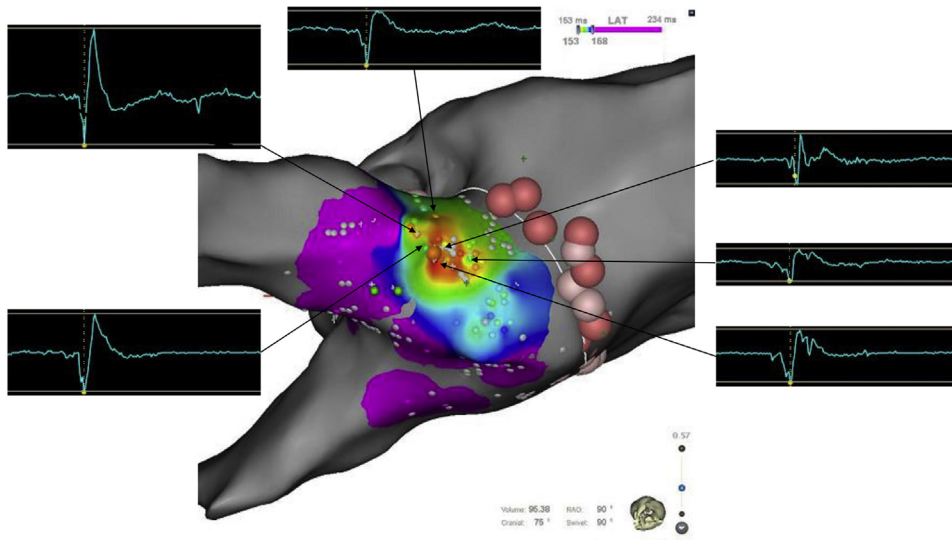 153 ms LAT 234 ms
153 168
0.57
Volume: 95.38 RAO: 90 °
Cranial: 75 ° Swivel: 90 °